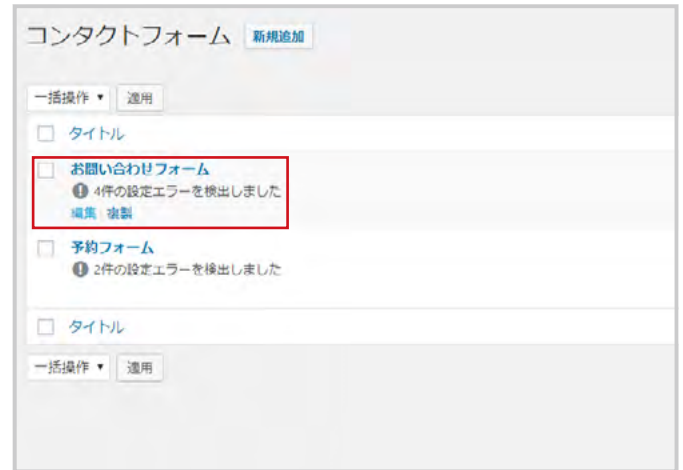 コンタクトフォーム 新規追加
一括操作 ▼ 適用
タイトル
お問い合わせフォーム
4件の設定エラーを検出しました
編集 複製
予約フォーム
2件の設定エラーを検出しました
タイトル
一括操作 ▼ 適用